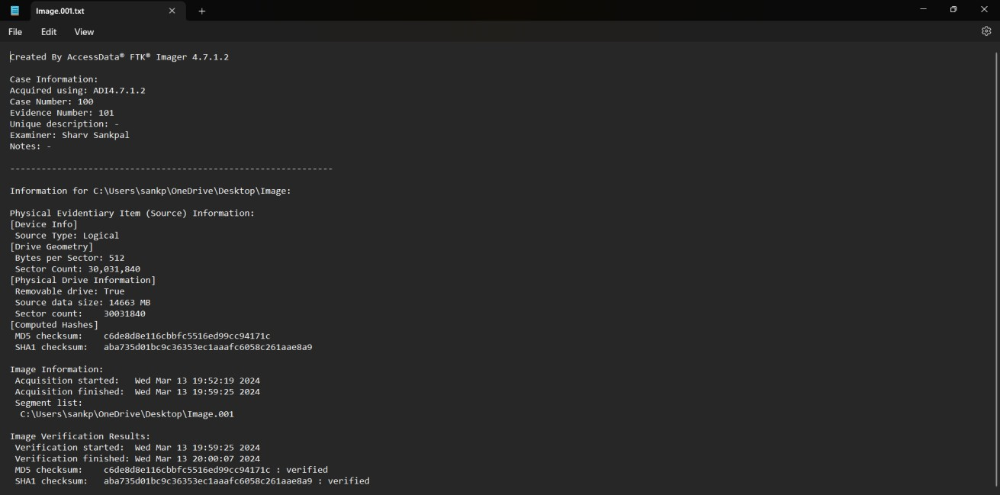 Image.001.txt
File Edit View
Created By AccessData® FTK® Imager 4.7.1.2
Case Information:
Acquired using: ADI4.7.1.2
Case Number: 100
Evidence Number: 101
Unique description: -
Examiner: Sharv Sankpal
Notes: -
--------------------------------------------------------------
Information for C:\Users\sankp\OneDrive\Desktop\Image:
Physical Evidentiary Item (Source) Information:
[Device Info]
Source Type: Logical
[Drive Geometry]
Bytes per Sector: 512
Sector Count: 30,031,840
[Physical Drive Information]
Removable drive: True
Source data size: 14663 MB
Sector count:    30031840
[Computed Hashes]
MD5 checksum:    c6de8d8e116cbbfc5516ed99cc94171c
SHA1 checksum:   aba735d01bc9c36353ec1aaafc6058c261aae8a9
Image Information:
Acquisition started:   Wed Mar 13 19:52:19 2024
Acquisition finished:  Wed Mar 13 19:59:25 2024
Segment list:
C:\Users\sankp\OneDrive\Desktop\Image.001
Image Verification Results:
Verification started:  Wed Mar 13 19:59:25 2024
Verification finished: Wed Mar 13 20:00:07 2024
MD5 checksum:    c6de8d8e116cbbfc5516ed99cc94171c : verified
SHA1 checksum:   aba735d01bc9c36353ec1aaafc6058c261aae8a9 : verified